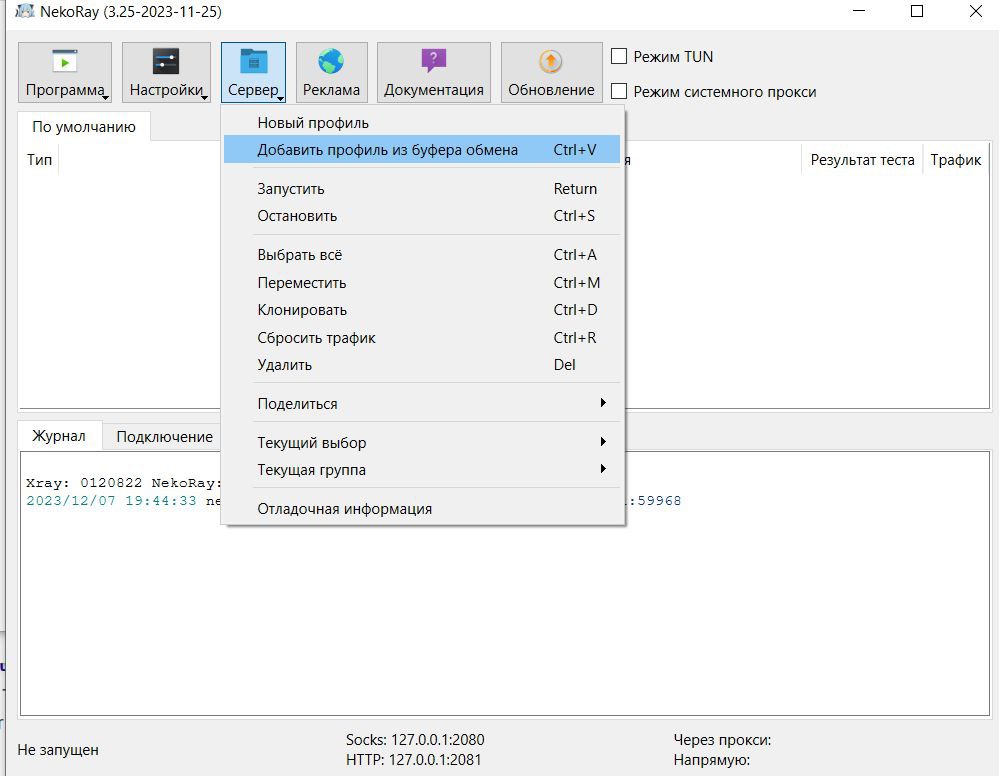 NekoRay (3.25-2023-11-25)
Программа Настройки Сервер Реклама Документация Обновление
Режим TUN
Режим системного прокси
По умолчанию
Тип
Результат теста Трафик
Новый профиль
Добавить профиль из буфера обмена Ctrl+V
Запустить Return
Остановить Ctrl+S
Выбрать всё Ctrl+A
Переместить Ctrl+M
Клонировать Ctrl+D
Сбросить трафик Ctrl+R
Удалить Del
Поделиться
Текущий выбор
Текущая группа
Отладочная информация
Журнал Подключение
Xray: 0120822 NekoRay:
2023/12/07 19:44:33 ne :59968
Не запущен
Socks: 127.0.0.1:2080
HTTP: 127.0.0.1:2081
Через прокси:
Напрямую: